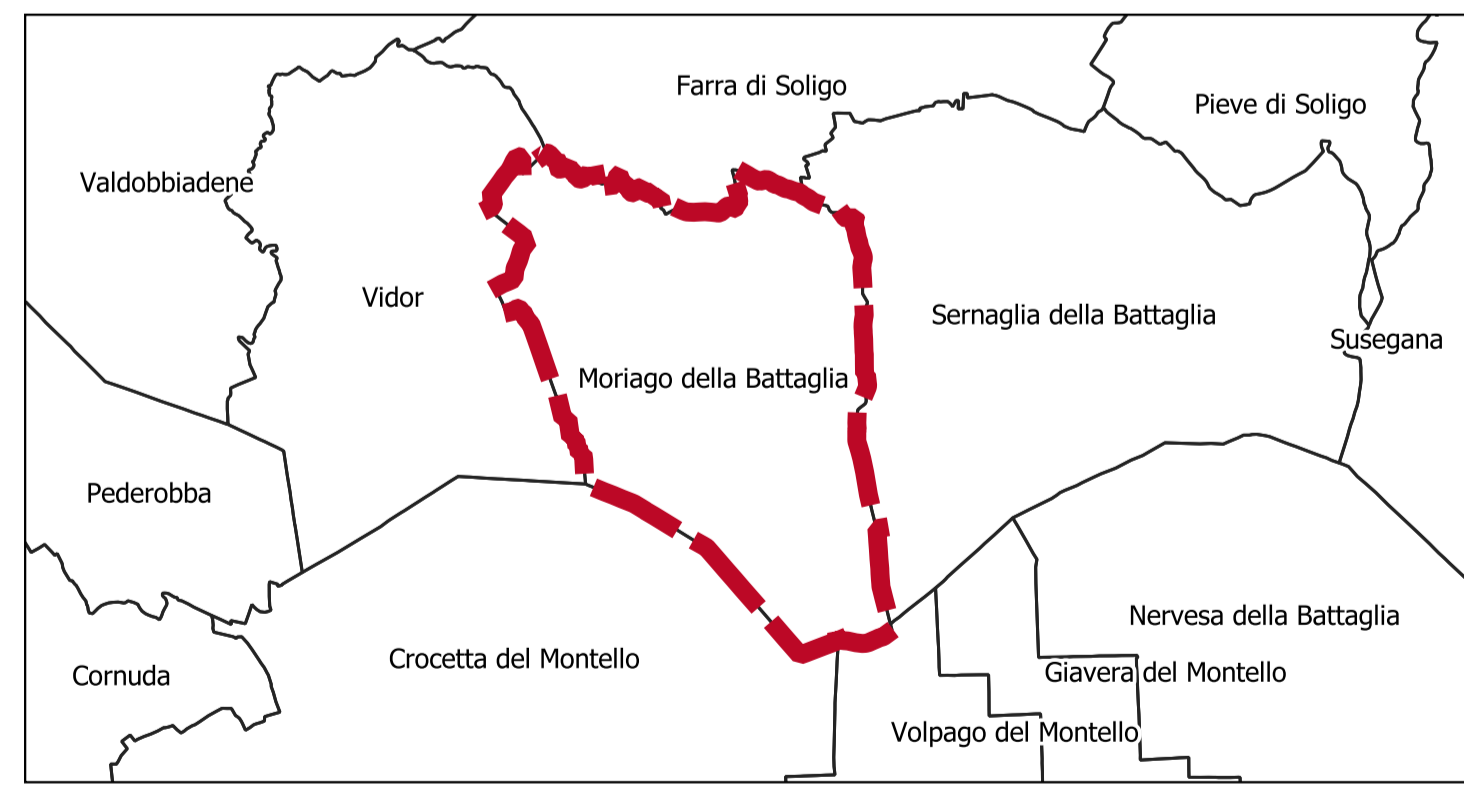 Farra di Soligo
Pieve di Soligo
Valdobbiadene
Vidor
Sernaglia della Battaglia
Susegana
Moriago della Battaglia
Pederobba
Nervesa della Battaglia
Crocetta del Montello
Giavera del Montello
Cornuda
Volpago del Montello